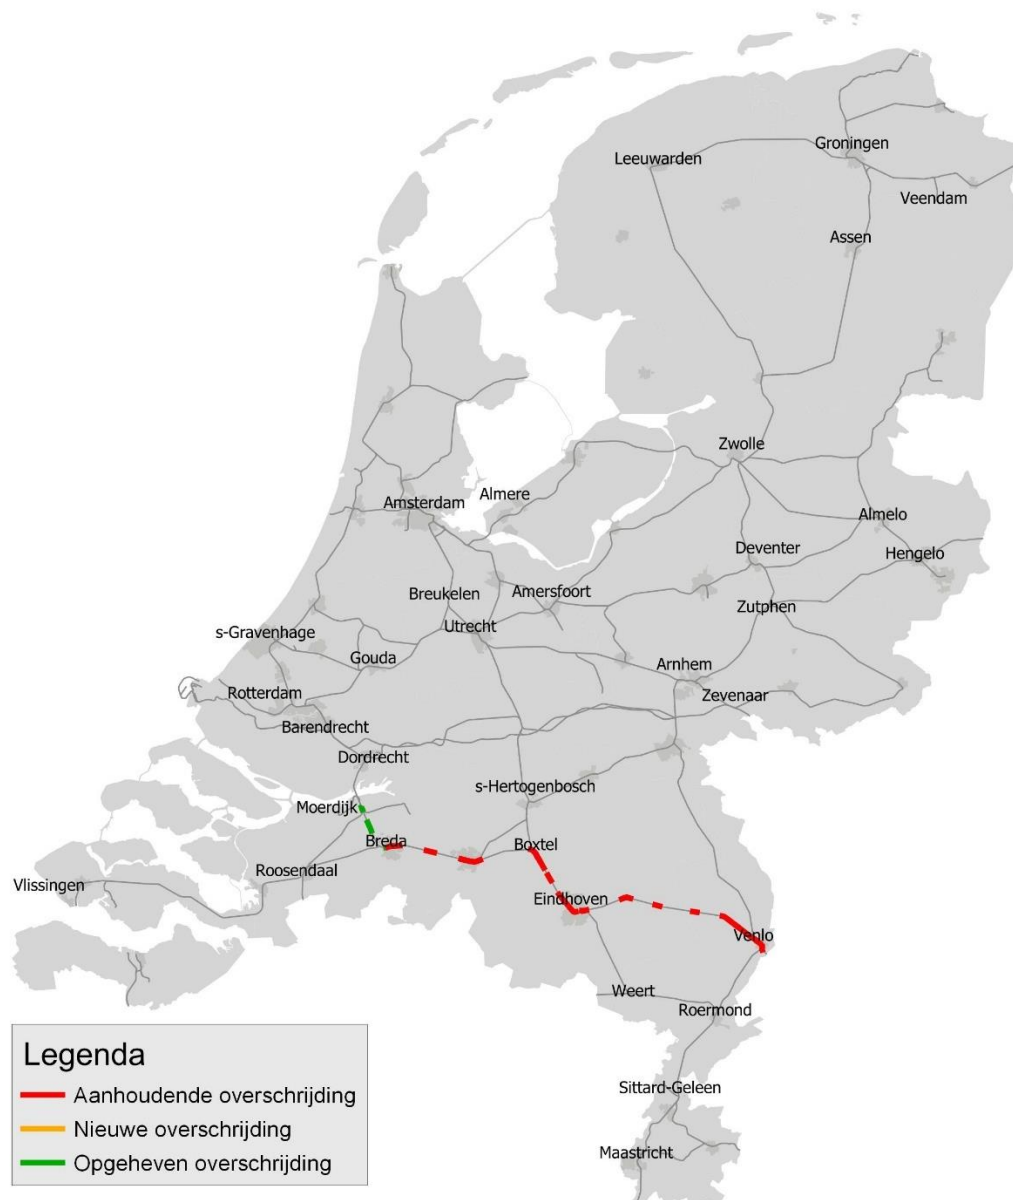 Groningen
Leeuwarden
Veendam
Assen
Zwolle
Almere
Amsterdam
Almelo
Deventer
Hengelo
Breukelen
Amersfoort
Zutphen
Utrecht
s-Gravenhage
Gouda
Arnhem
Rotterdam
Zevenaar
Barendrecht
Dordrecht
s-Hertogenbosch
Moerdijk
Breda
Boxtel
Roosendaal
Vlissingen
Eindhoven
Venlo
Weert
Roermond
Legenda
Aanhoudende overschrijding
Nieuwe overschrijding
Opgeheven overschrijding
Sittard-Geleen
Maastricht